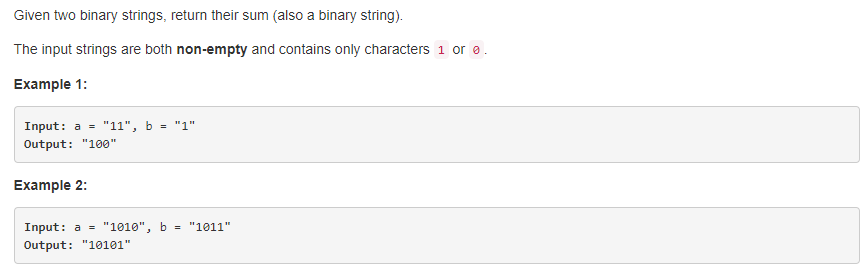 Given two binary strings, return their sum (also a binary string).
The input strings are both non-empty and contains only characters 1 or 0.
Example 1:
Input: a = "11", b = "1"
Output: "100"
Example 2:
Input: a = "1010", b = "1011"
Output: "10101"